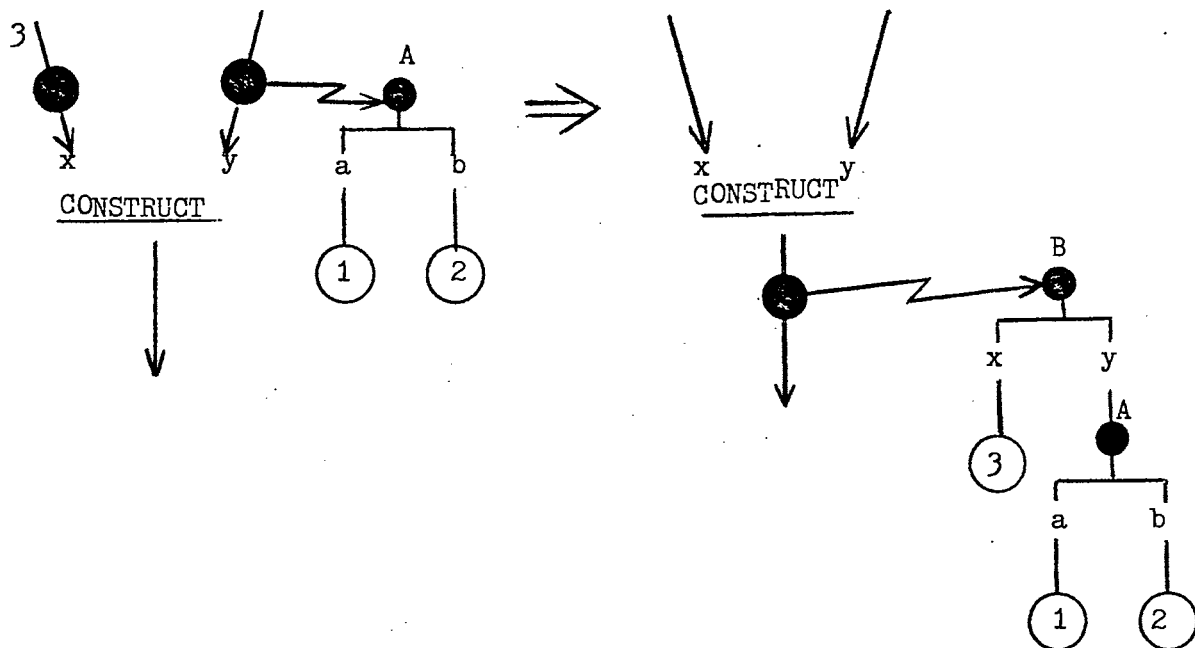 3
A
x y
a b
CONSTRUCT
1 2
x y
CONSTRUCT
B
x y
A
3
a b
1 2